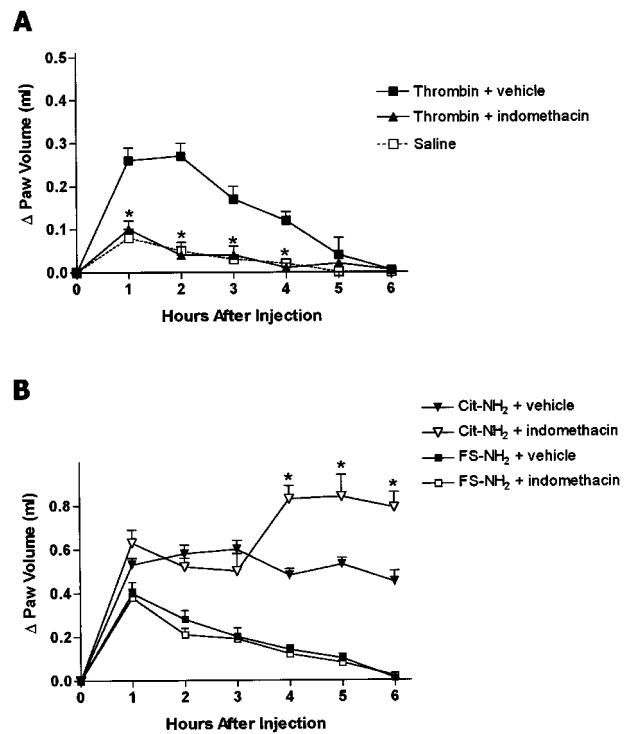 A
Δ Paw Volume (ml)
0.5
0.4
0.3
0.2
0.1
0.0
Thrombin + vehicle
Thrombin + indomethacin
Saline
*
*
*
*
0 1 2 3 4 5 6
Hours After Injection
B
Δ Paw Volume (ml)
0.8
0.6
0.4
0.2
0.0
Cit-NH₂ + vehicle
Cit-NH₂ + indomethacin
FS-NH₂ + vehicle
FS-NH₂ + indomethacin
*
*
*
0 1 2 3 4 5 6
Hours After Injection